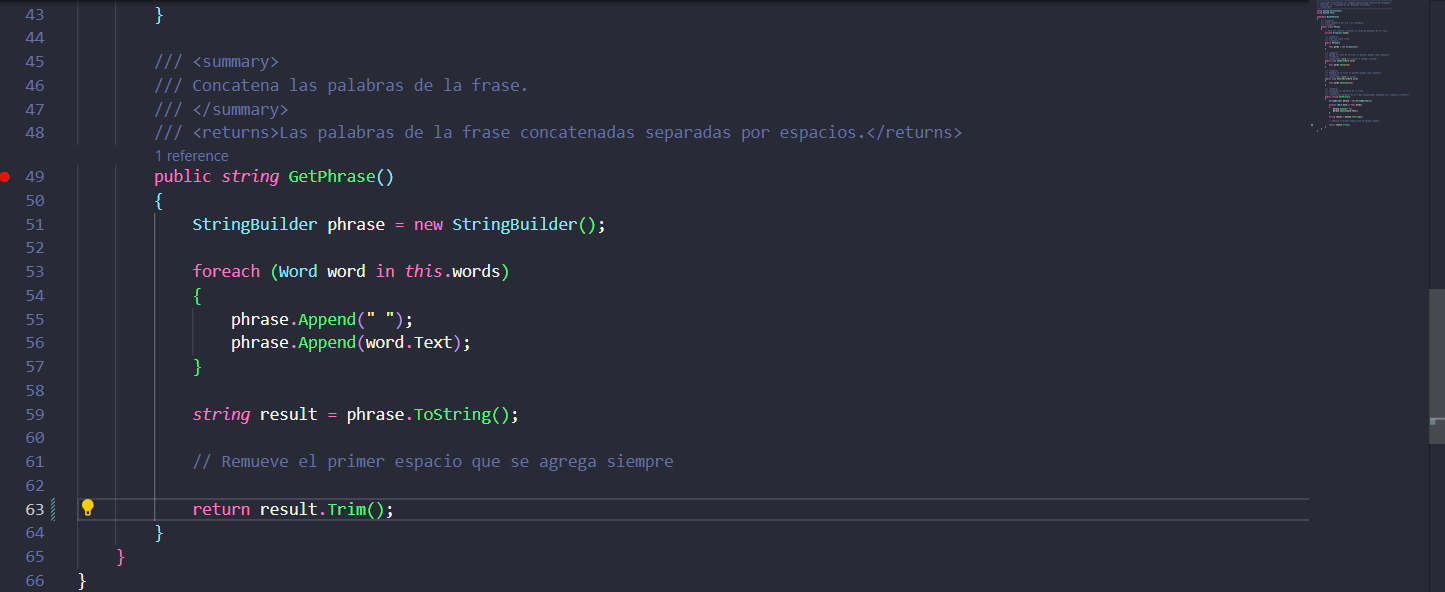 43 }
44
45 /// <summary>
46 /// Concatena las palabras de la frase.
47 /// </summary>
48 /// <returns>Las palabras de la frase concatenadas separadas por espacios.</returns>
1 reference
49 public string GetPhrase()
50 {
51 StringBuilder phrase = new StringBuilder();
52
53 foreach (Word word in this.words)
54 {
55 phrase.Append(" ");
56 phrase.Append(word.Text);
57 }
58
59 string result = phrase.ToString();
60
61 // Remueve el primer espacio que se agrega siempre
62
63 return result.Trim();
64 }
65 }
66 }